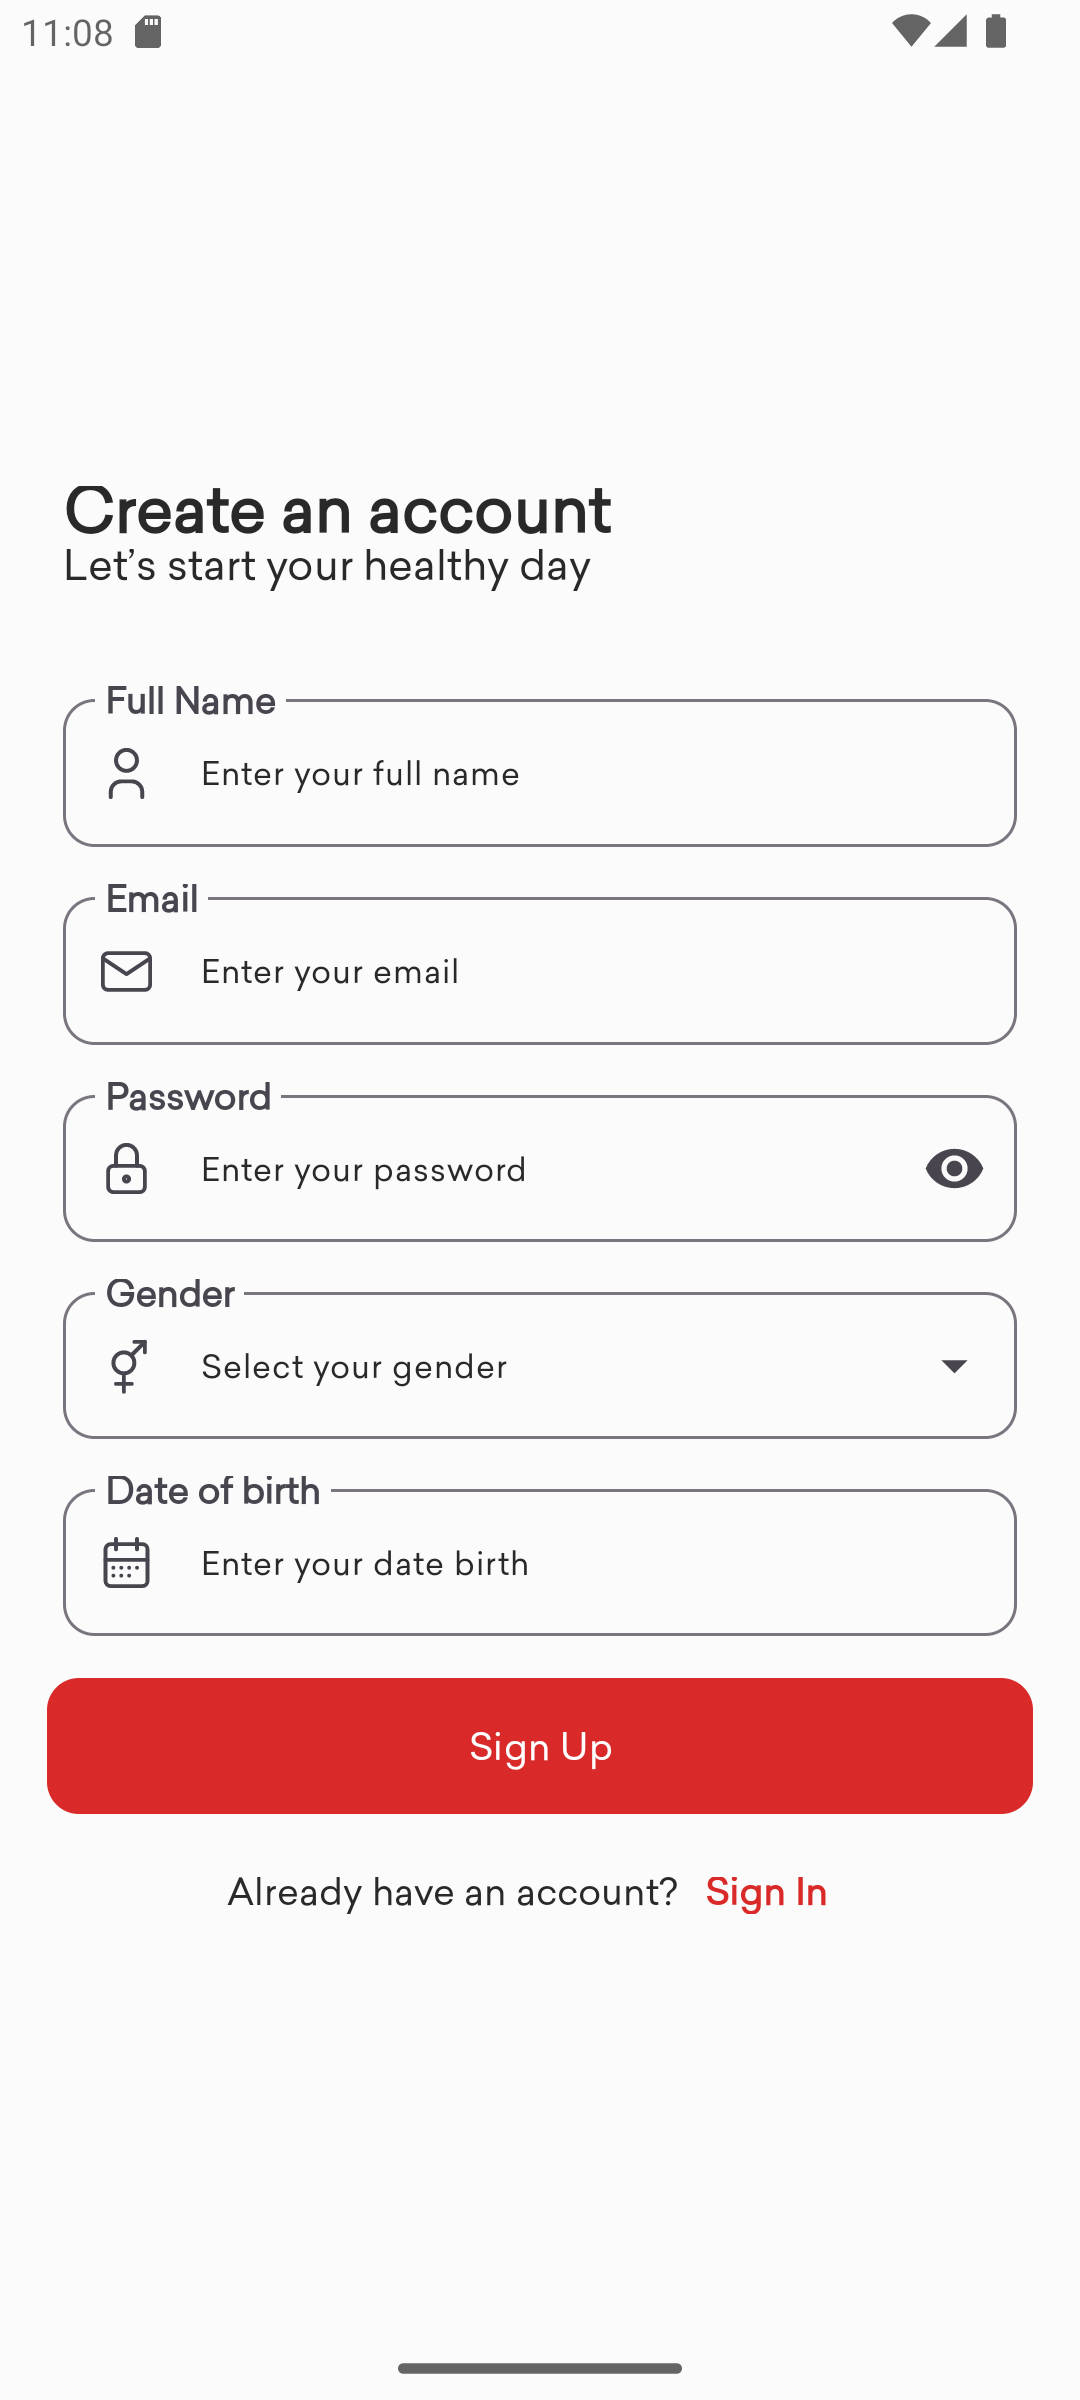 11:08
Create an account
Let’s start your healthy day
Full Name
Enter your full name
Email
Enter your email
Password
Enter your password
Gender
Select your gender
Date of birth
Enter your date birth
Sign Up
Already have an account? Sign In